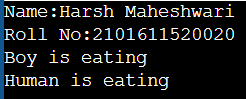 Name:Harsh Maheshwari
Roll No:2101611520020
Boy is eating
Human is eating